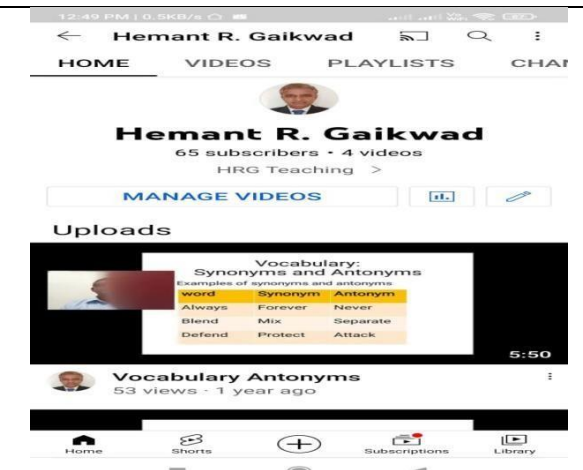 12:49 PM | 0.5KB/s
Hemant R. Gaikwad
HOME VIDEOS PLAYLISTS CHAN
Hemant R. Gaikwad
65 subscribers • 4 videos
HRG Teaching >
MANAGE VIDEOS
Uploads
Vocabulary:
Synonyms and Antonyms
Examples of synonyms and antonyms:
word Synonym Antonym
Always Forever Never
Blend Mix Separate
Defend Protect Attack
5:50
Vocabulary Antonyms
53 views · 1 year ago
Home Shorts Subscriptions Library